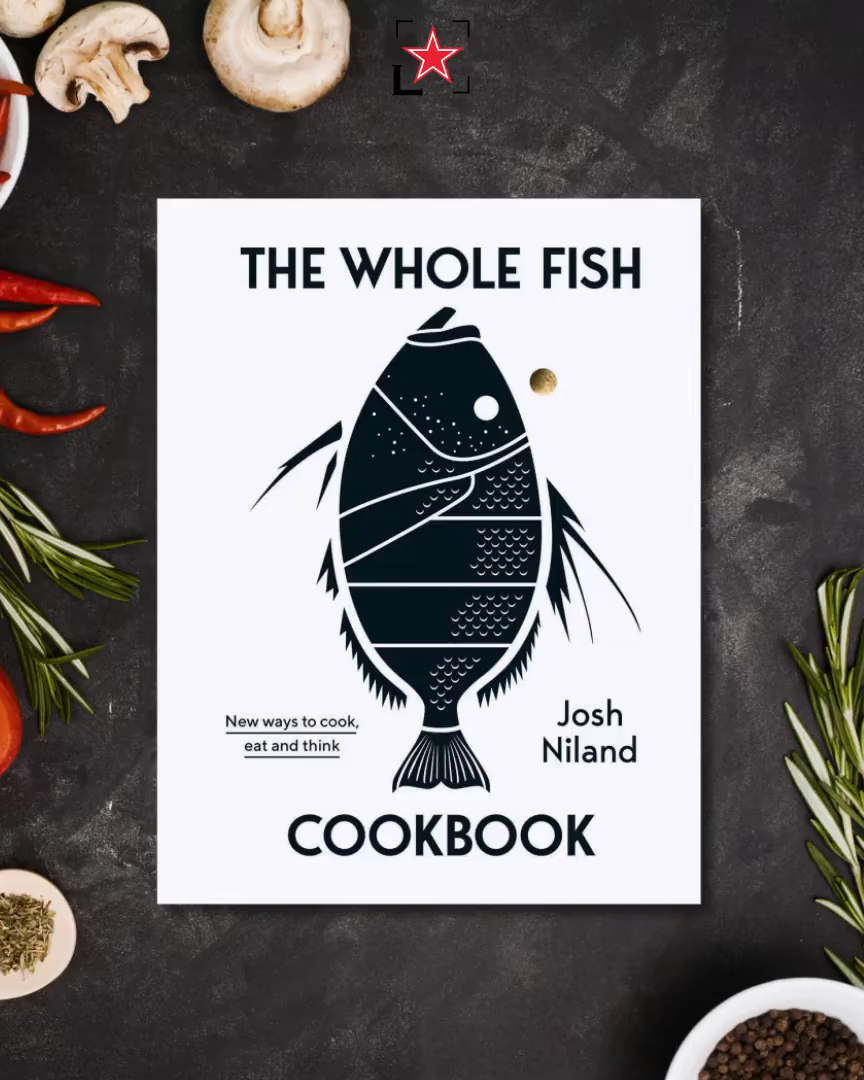 L
THE WHOLE FISH
New ways to cook,
eat and think
Josh
Niland
COOKBOOK